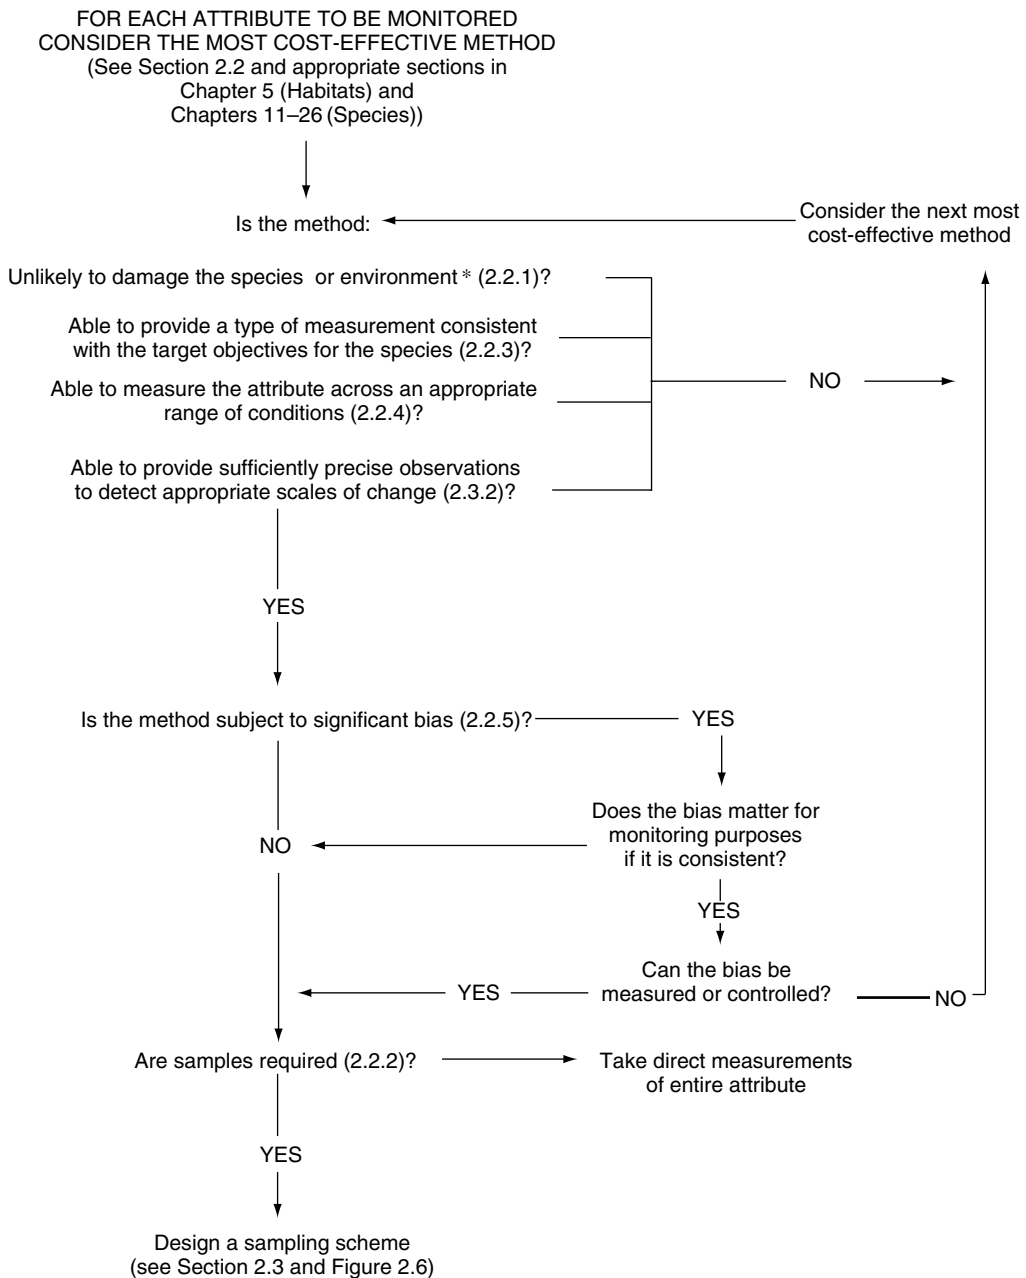 FOR EACH ATTRIBUTE TO BE MONITORED
CONSIDER THE MOST COST-EFFECTIVE METHOD
(See Section 2.2 and appropriate sections in
Chapter 5 (Habitats) and
Chapters 11–26 (Species))
Is the method:
Consider the next most
cost-effective method
Unlikely to damage the species or environment * (2.2.1)?
Able to provide a type of measurement consistent
with the target objectives for the species (2.2.3)?
Able to measure the attribute across an appropriate
range of conditions (2.2.4)?
NO
Able to provide sufficiently precise observations
to detect appropriate scales of change (2.3.2)?
YES
Is the method subject to significant bias (2.2.5)?
YES
Does the bias matter for
monitoring purposes
if it is consistent?
NO
YES
Can the bias be
measured or controlled?
YES
NO
Are samples required (2.2.2)?
Take direct measurements
of entire attribute
YES
Design a sampling scheme
(see Section 2.3 and Figure 2.6)